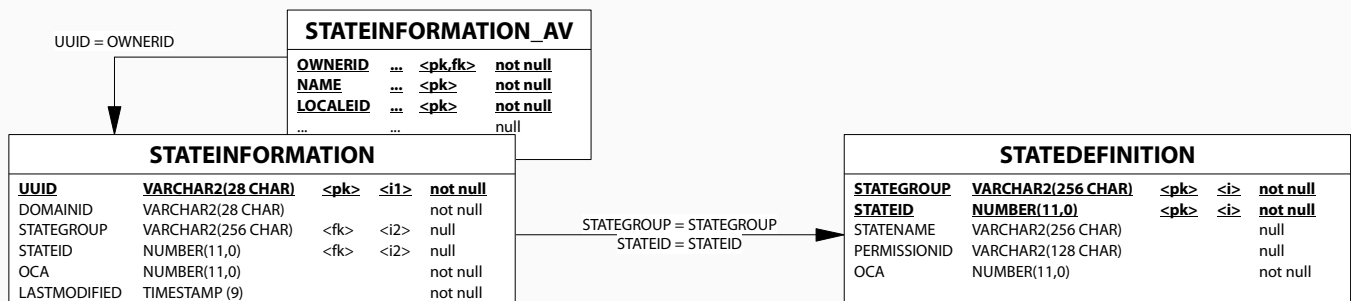 STATEINFORMATION_AV
UUID = OWNERID
OWNERID ... <pk,fk> not null
NAME ... <pk> not null
LOCALEID ... <pk> not null
... ... null
STATEINFORMATION
UUID VARCHAR2(28 CHAR) <pk> <i1> not null
DOMAINID VARCHAR2(28 CHAR) not null
STATEGROUP VARCHAR2(256 CHAR) <fk> <i2> null
STATEID NUMBER(11,0) <fk> <i2> null
OCA NUMBER(11,0) not null
LASTMODIFIED TIMESTAMP (9) not null
STATEGROUP = STATEGROUP
STATEID = STATEID
STATEDEFINITION
STATEGROUP VARCHAR2(256 CHAR) <pk> <i> not null
STATEID NUMBER(11,0) <pk> <i> not null
STATENAME VARCHAR2(256 CHAR) null
PERMISSIONID VARCHAR2(128 CHAR) null
OCA NUMBER(11,0) not null